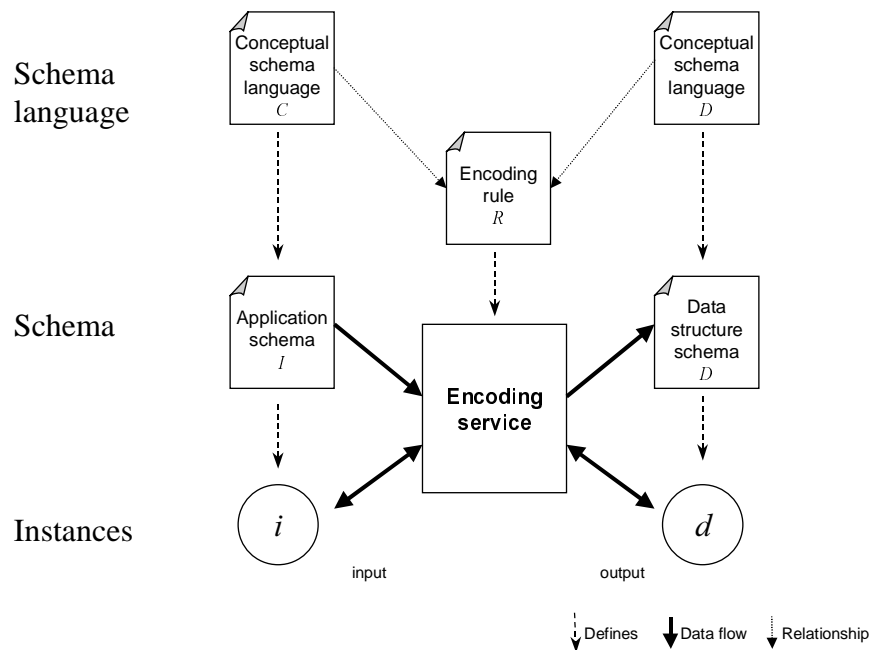 Schema
language
Conceptual
schema
language
C
Conceptual
schema
language
D
Encoding
rule
R
Schema
Application
schema
I
Encoding
service
Data
structure
schema
D
Instances
i
d
input
output
Defines
Data flow
Relationship